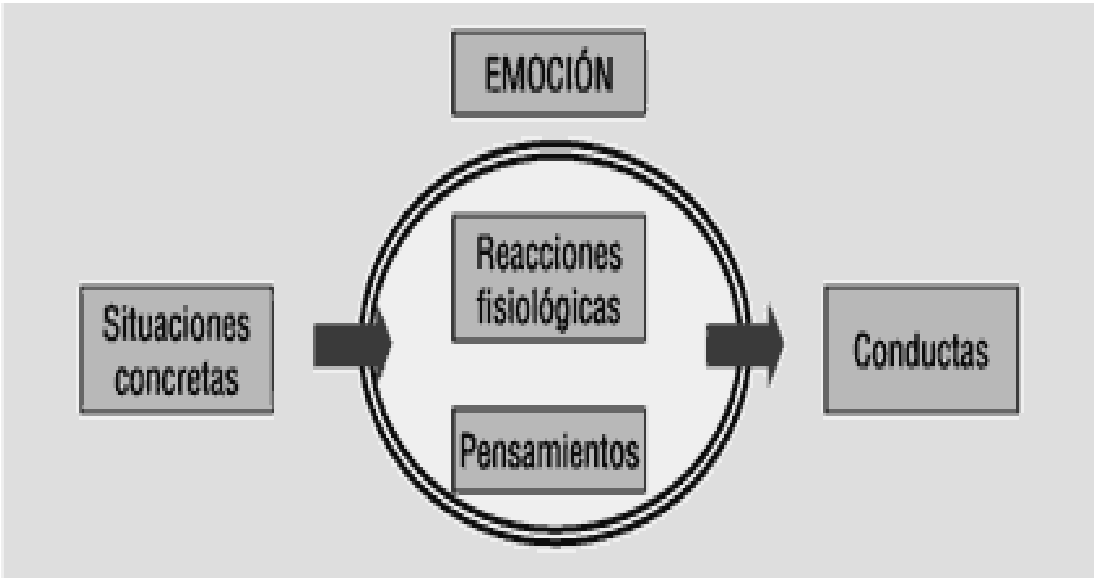 EMOCIÓN
Reacciones
fisiológicas
Situaciones
concretas
Conductas
Pensamientos